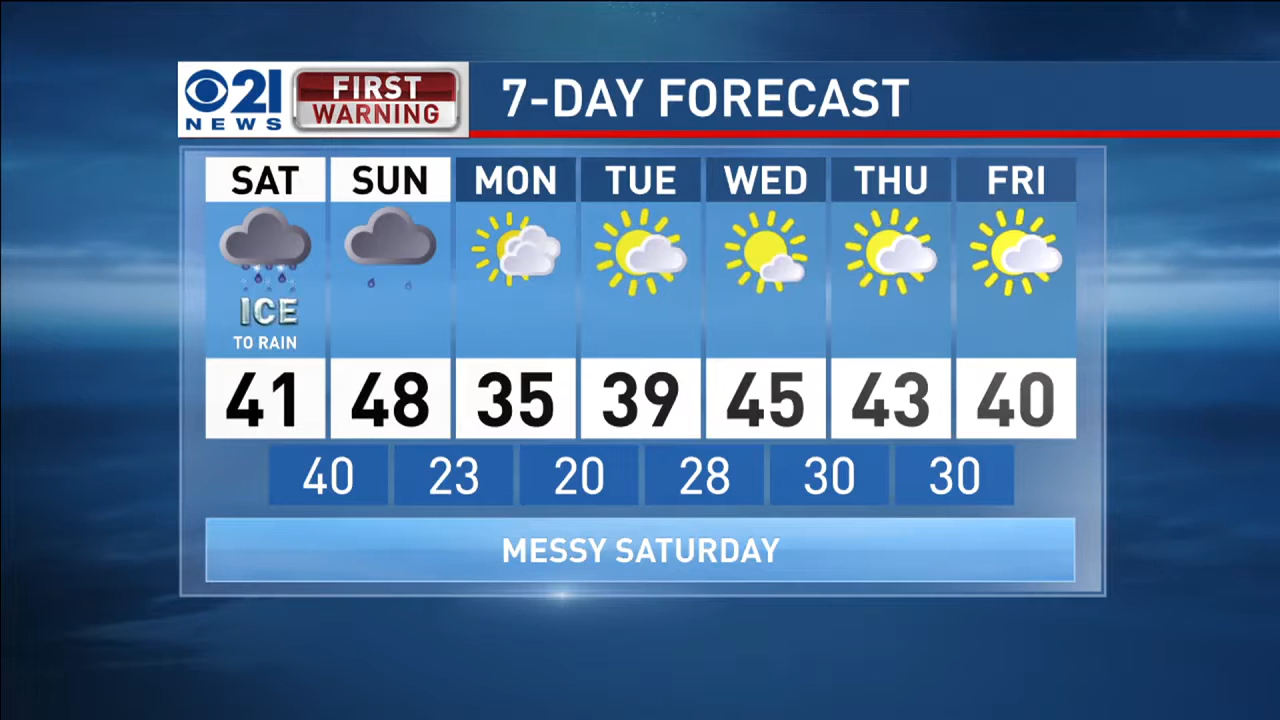 21
NEWS
FIRST
WARNING
7-DAY FORECAST
SAT SUN MON TUE WED THU FRI
ICE
TO RAIN
41 48 35 39 45 43 40
40 23 20 28 30 30
MESSY SATURDAY